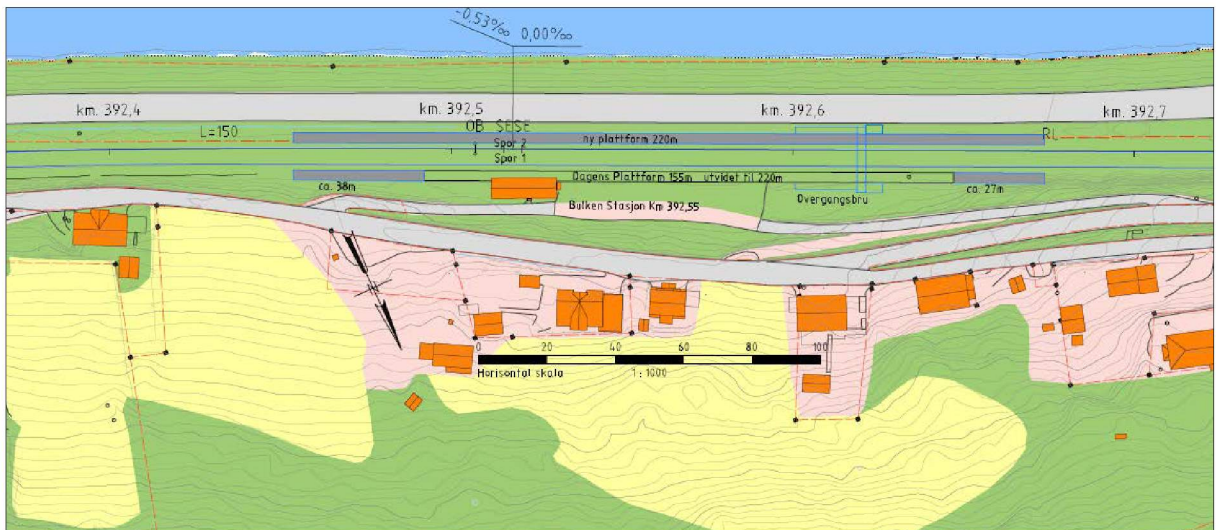 -0,53‰ 0,00‰
km. 392,4 km. 392,5 km. 392,6 km. 392,7
L=150 OB SEISE RL
Spor 2 ny plattform 220m
Spor 1
Dagens Plattform 155m utvidet til 220m
ca. 38m ca. 27m
Bulken Stasjon Km 392,55 Overgangsbru
0 20 40 60 80 100
Horisontal skala 1 : 1000